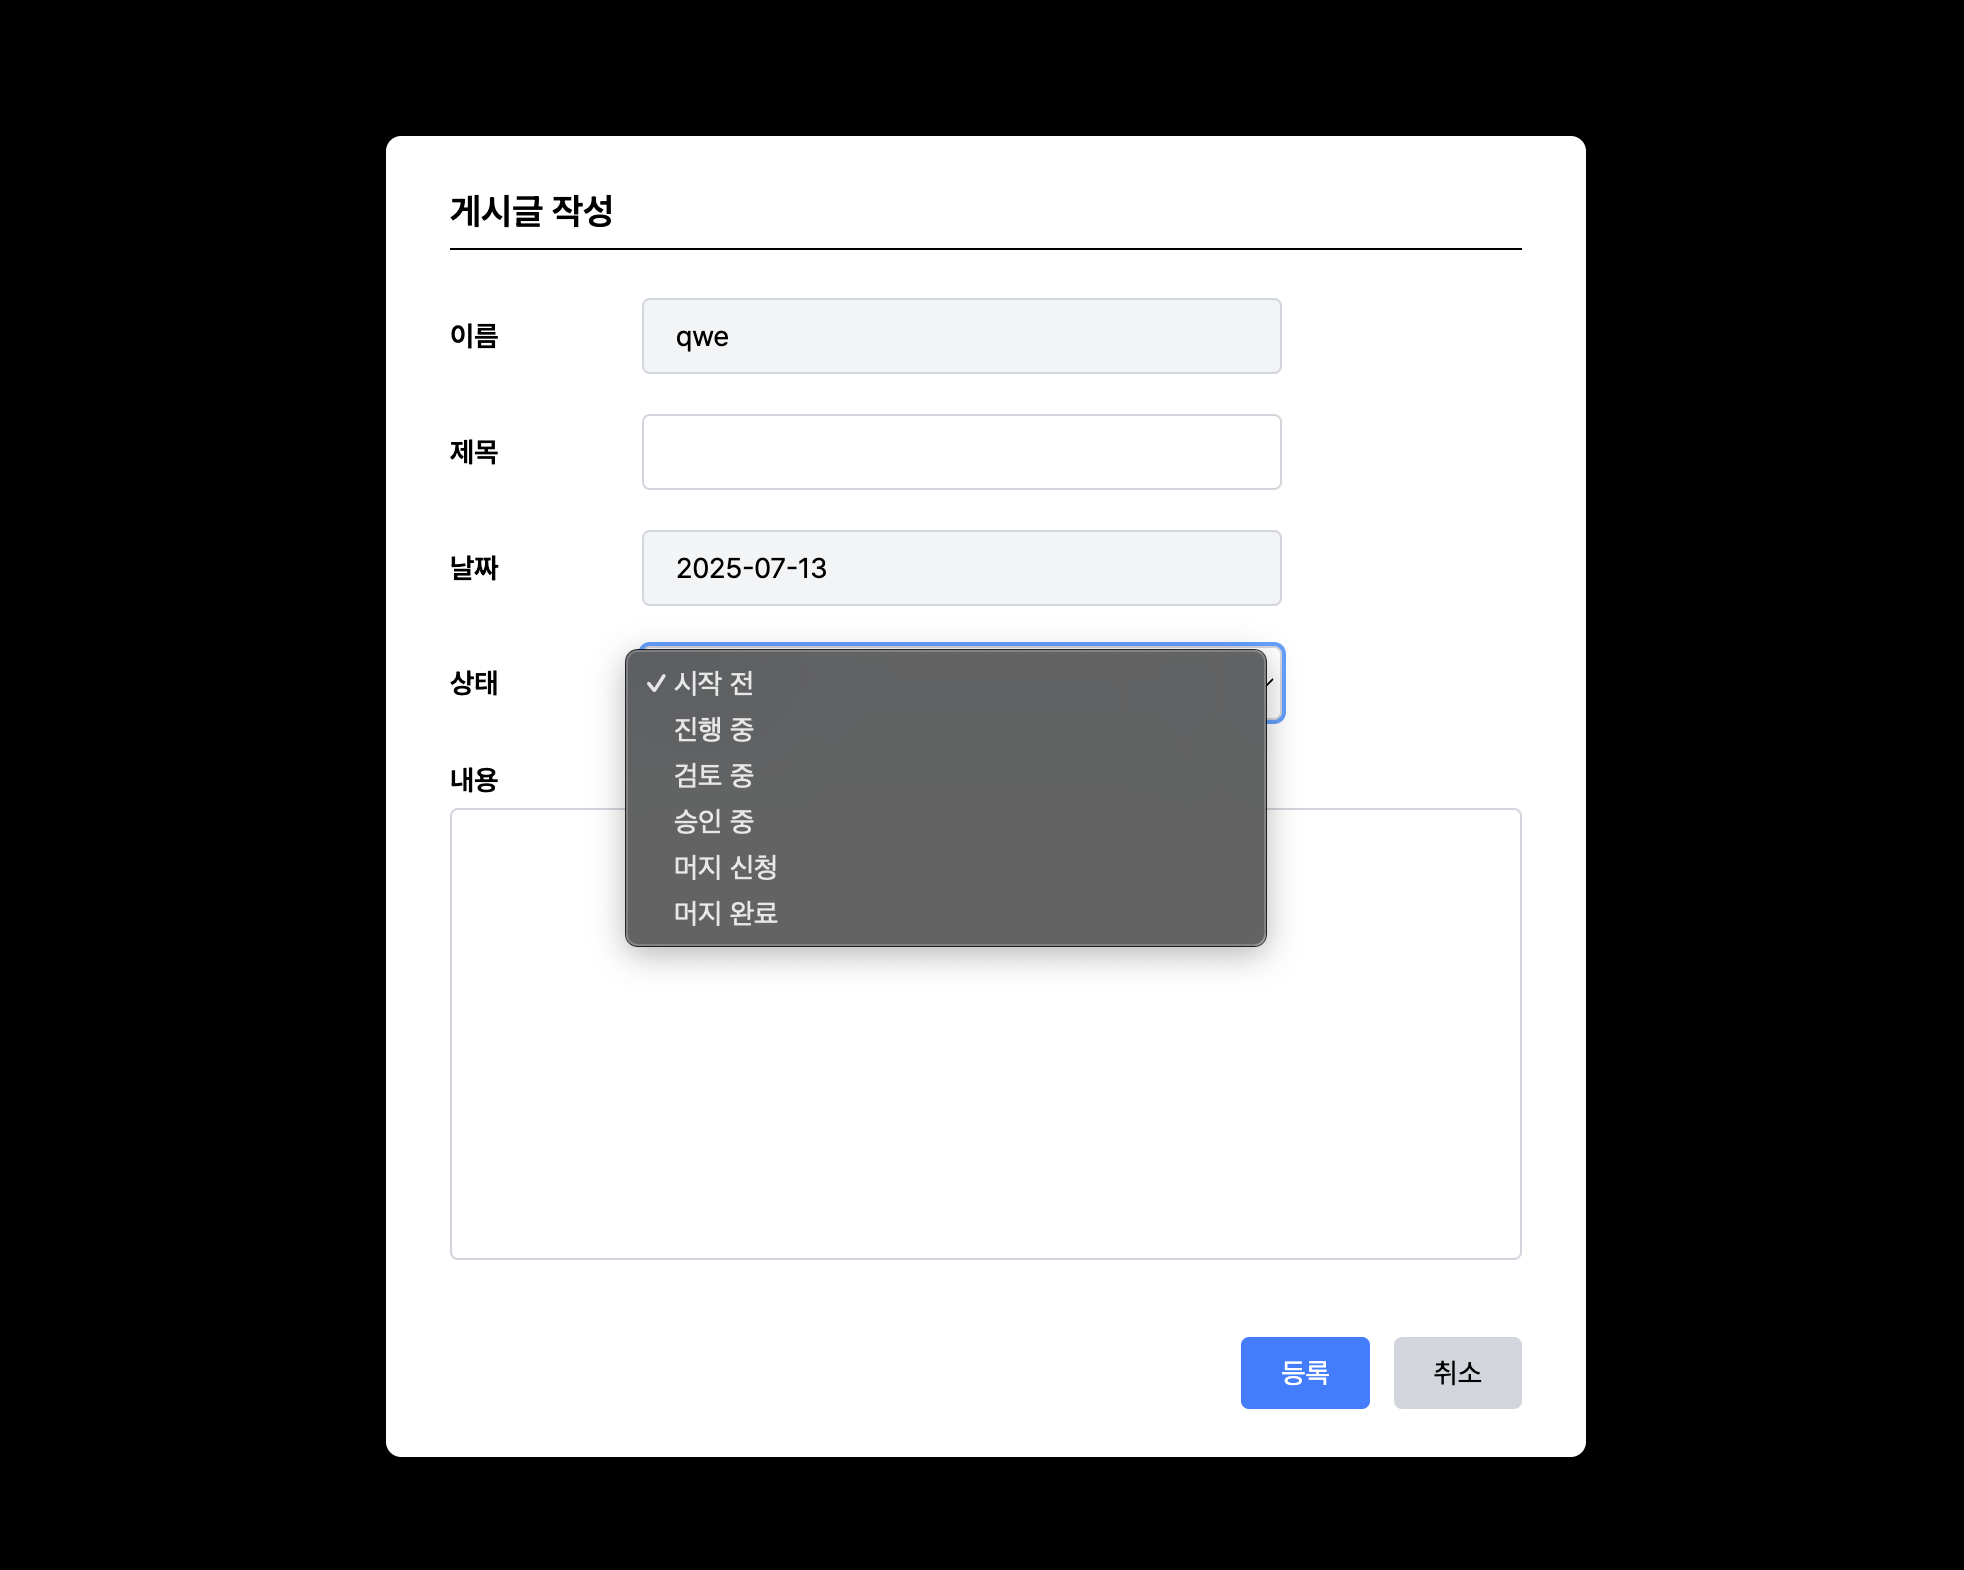 게시글 작성
이름 qwe
제목
날짜 2025-07-13
상태 ✓ 시작 전
진행 중
검토 중
내용
승인 중
머지 신청
머지 완료
등록 취소